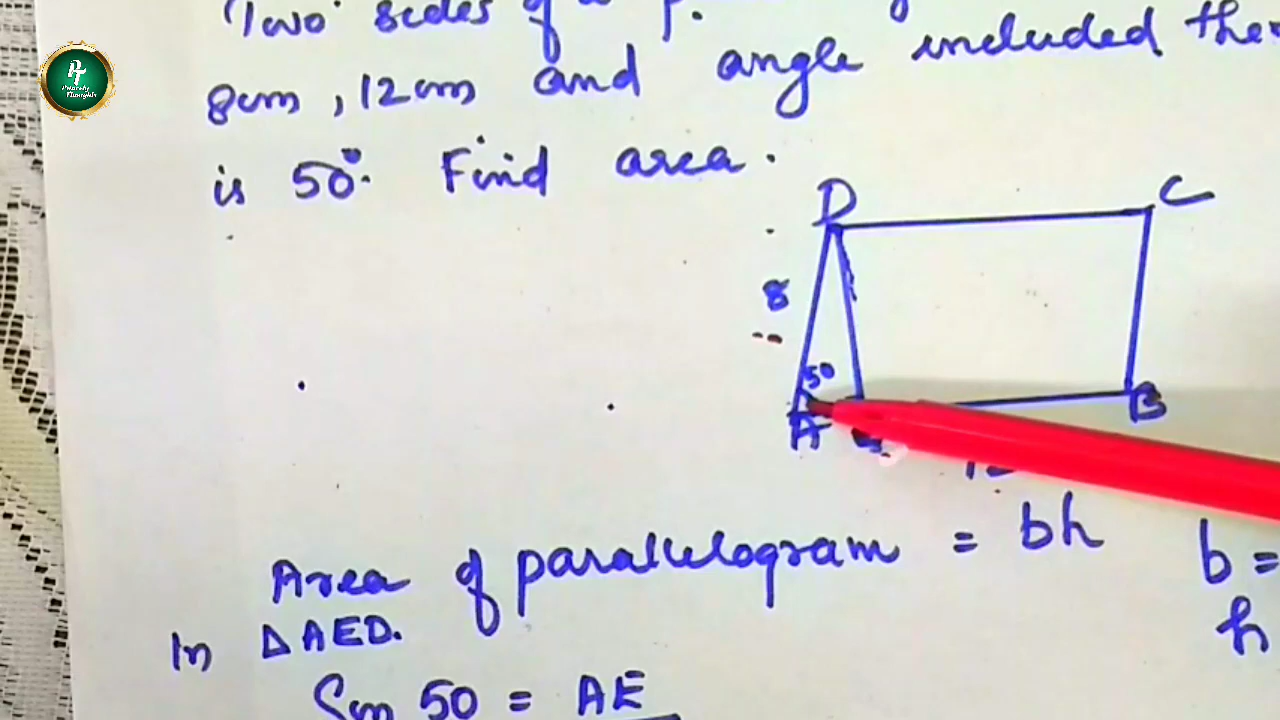 Two sides of a p
8cm, 12cm and angle included the
is 50°. Find area.
D
C
8
50
A
B
Area of parallelogram = bh
b =
h
In ΔAED.
Sin 50 = AE